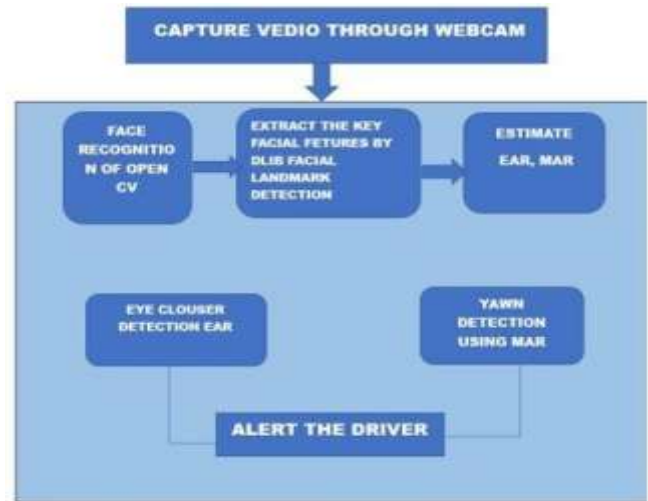 CAPTURE VEDIO THROUGH WEBCAM
FACE
RECOGNITIO
N OF OPEN
CV
EXTRACT THE KEY
FACIAL FETURES BY
DLIB FACIAL
LANDMARK
DETECTION
ESTIMATE
EAR, MAR
EYE CLOUSER
DETECTION EAR
YAWN
DETECTION
USING MAR
ALERT THE DRIVER